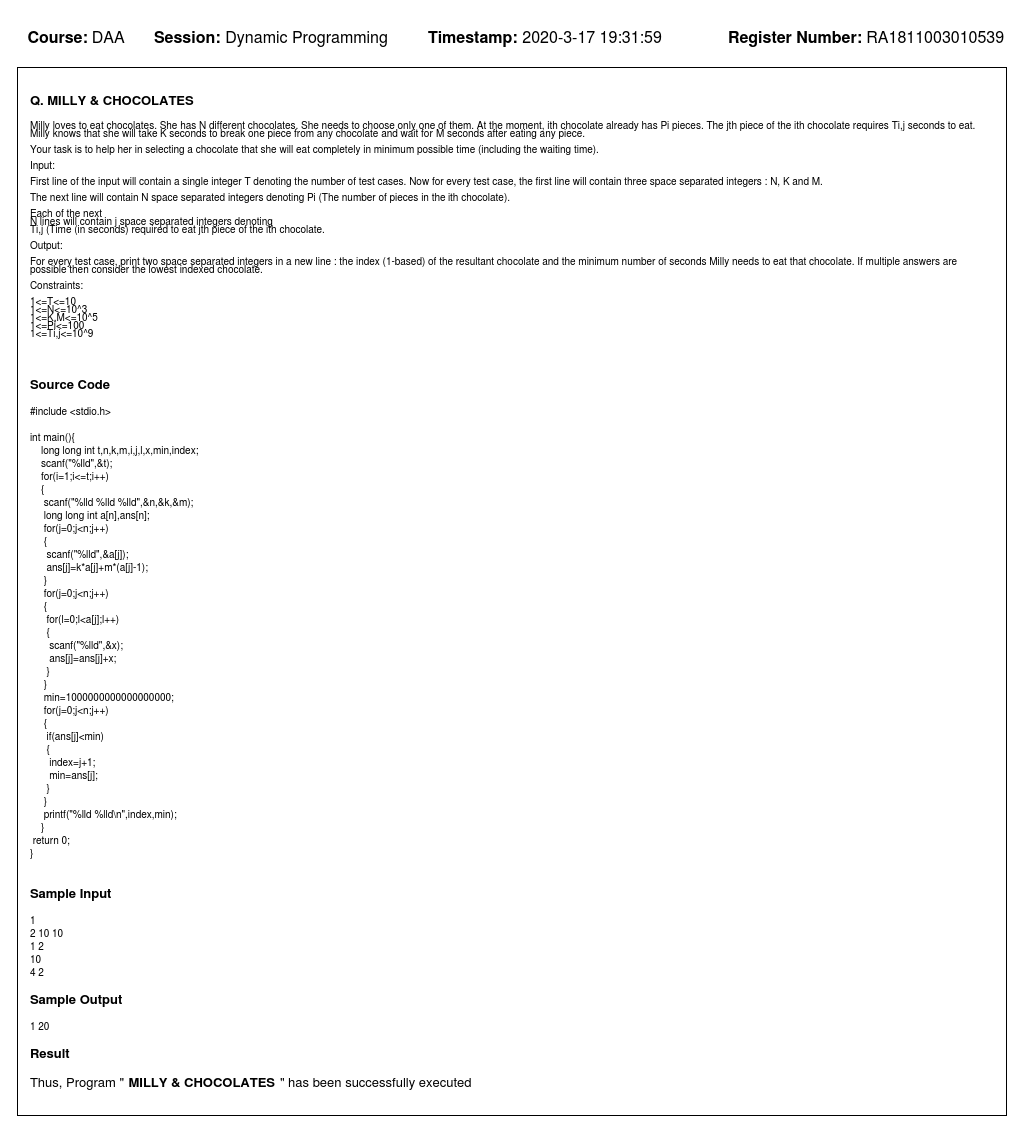 Course: DAA Session: Dynamic Programming Timestamp: 2020-3-17 19:31:59 Register Number: RA1811003010539
Q. MILLY & CHOCOLATES
Milly loves to eat chocolates. She has N different chocolates. She needs to choose only one of them. At the moment, ith chocolate already has Pi pieces. The jth piece of the ith chocolate requires Ti,j seconds to eat.
Milly knows that she will take K seconds to break one piece from any chocolate and wait for M seconds after eating any piece.
Your task is to help her in selecting a chocolate that she will eat completely in minimum possible time (including the waiting time).
Input:
First line of the input will contain a single integer T denoting the number of test cases. Now for every test case, the first line will contain three space separated integers : N, K and M.
The next line will contain N space separated integers denoting Pi (The number of pieces in the ith chocolate).
Each of the next
N lines will contain j space separated integers denoting
Ti,j (Time (in seconds) required to eat jth piece of the ith chocolate.
Output:
For every test case, print two space separated integers in a new line : the index (1-based) of the resultant chocolate and the minimum number of seconds Milly needs to eat that chocolate. If multiple answers are
possible then consider the lowest indexed chocolate.
Constraints:
1<=T<=10
1<=N<=10^3
1<=K,M<=10^5
1<=Pi<=100
1<=Ti,j<=10^9
Source Code
#include <stdio.h>
int main(){
long long int t,n,k,m,i,j,l,x,min,index;
scanf("%lld",&t);
for(i=1;i<=t;i++)
{
scanf("%lld %lld %lld",&n,&k,&m);
long long int a[n],ans[n];
for(j=0;j<n;j++)
{
scanf("%lld",&a[j]);
ans[j]=k*a[j]+m*(a[j]-1);
}
for(j=0;j<n;j++)
{
for(l=0;l<a[j];l++)
{
scanf("%lld",&x);
ans[j]=ans[j]+x;
}
}
min=1000000000000000000;
for(j=0;j<n;j++)
{
if(ans[j]<min)
{
index=j+1;
min=ans[j];
}
}
printf("%lld %lld\n",index,min);
}
return 0;
}
Sample Input
1
2 10 10
1 2
10
4 2
Sample Output
1 20
Result
Thus, Program " MILLY & CHOCOLATES " has been successfully executed